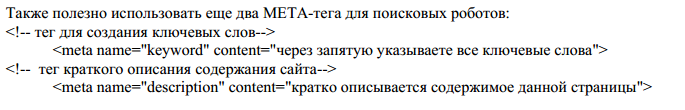 Также полезно использовать еще два META-тега для поисковых роботов:
<!-- тег для создания ключевых слов-->
<meta name="keyword" content="через запятую указываете все ключевые слова">
<!--  тег краткого описания содержания сайта-->
<meta name="description" content="кратко описывается содержимое данной страницы">